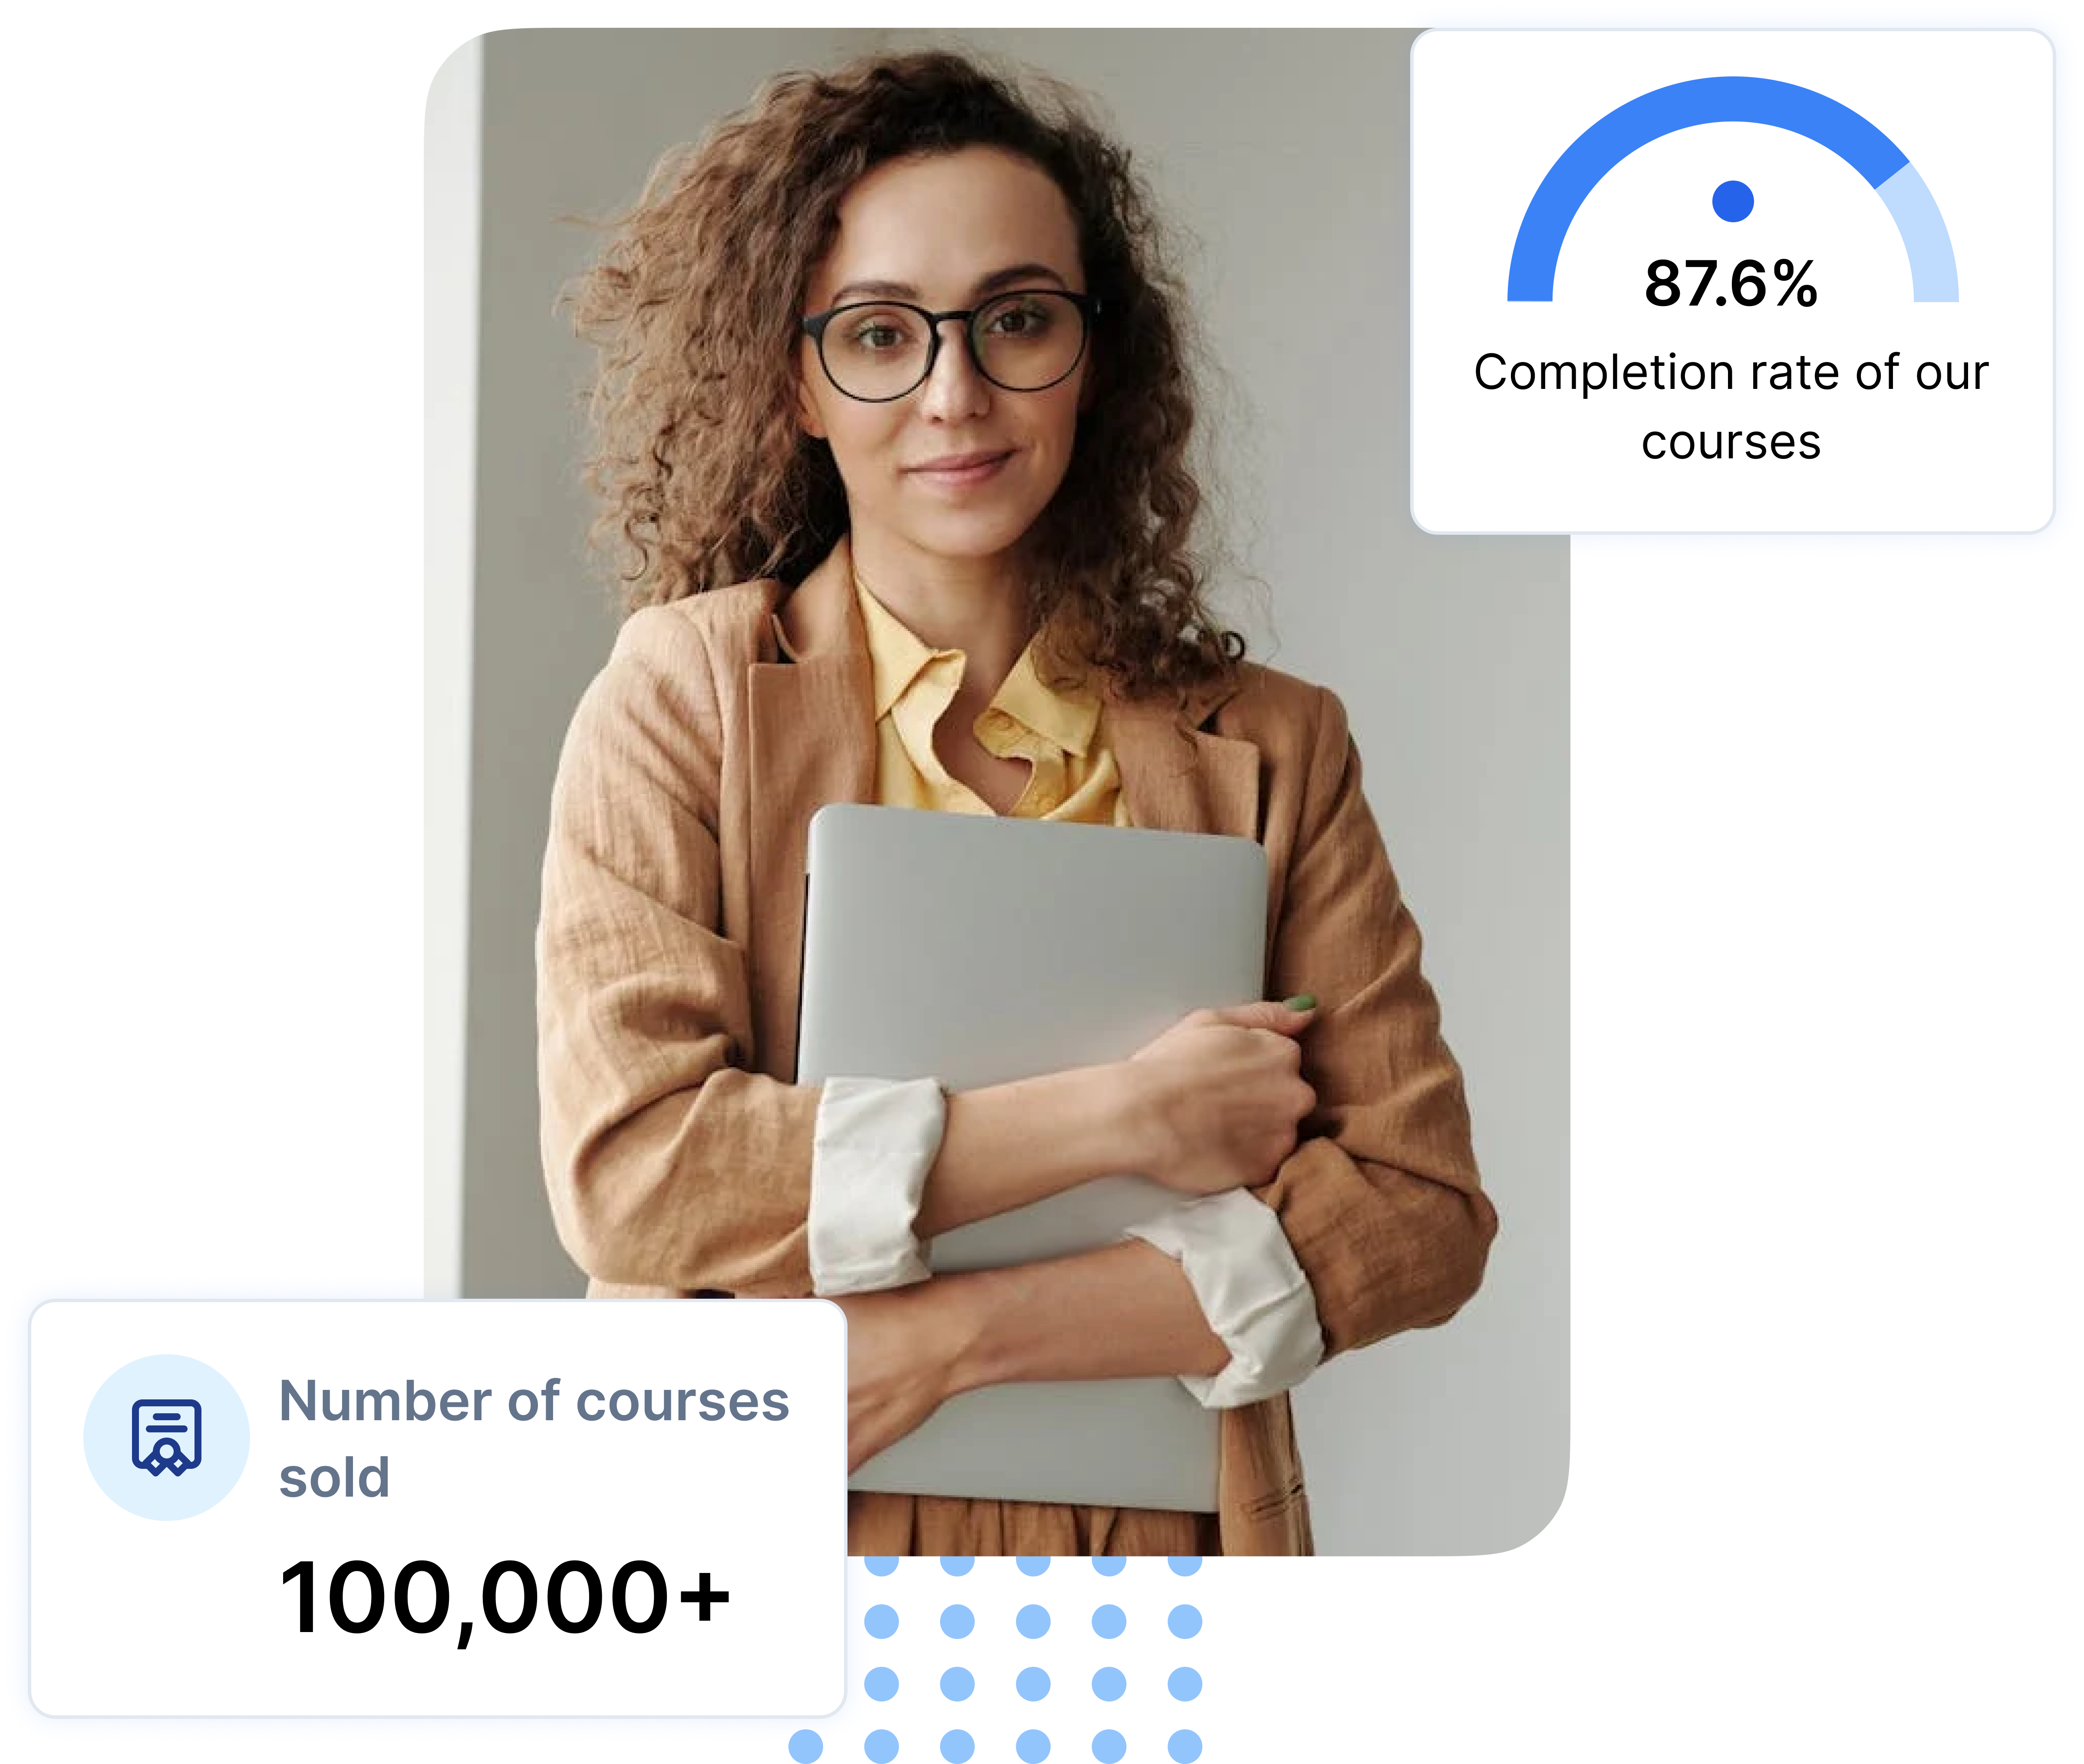 87.6%
Completion rate of our
courses
Number of courses
sold
100,000+